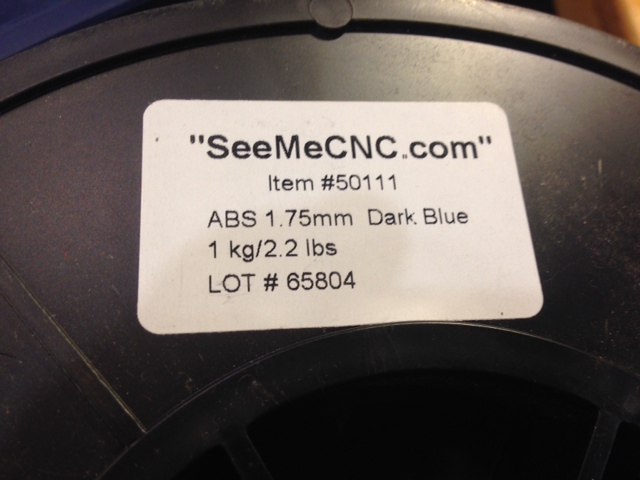 "SeeMeCNC.com"
Item #50111
ABS 1.75mm Dark Blue
1 kg/2.2 lbs
LOT # 65804